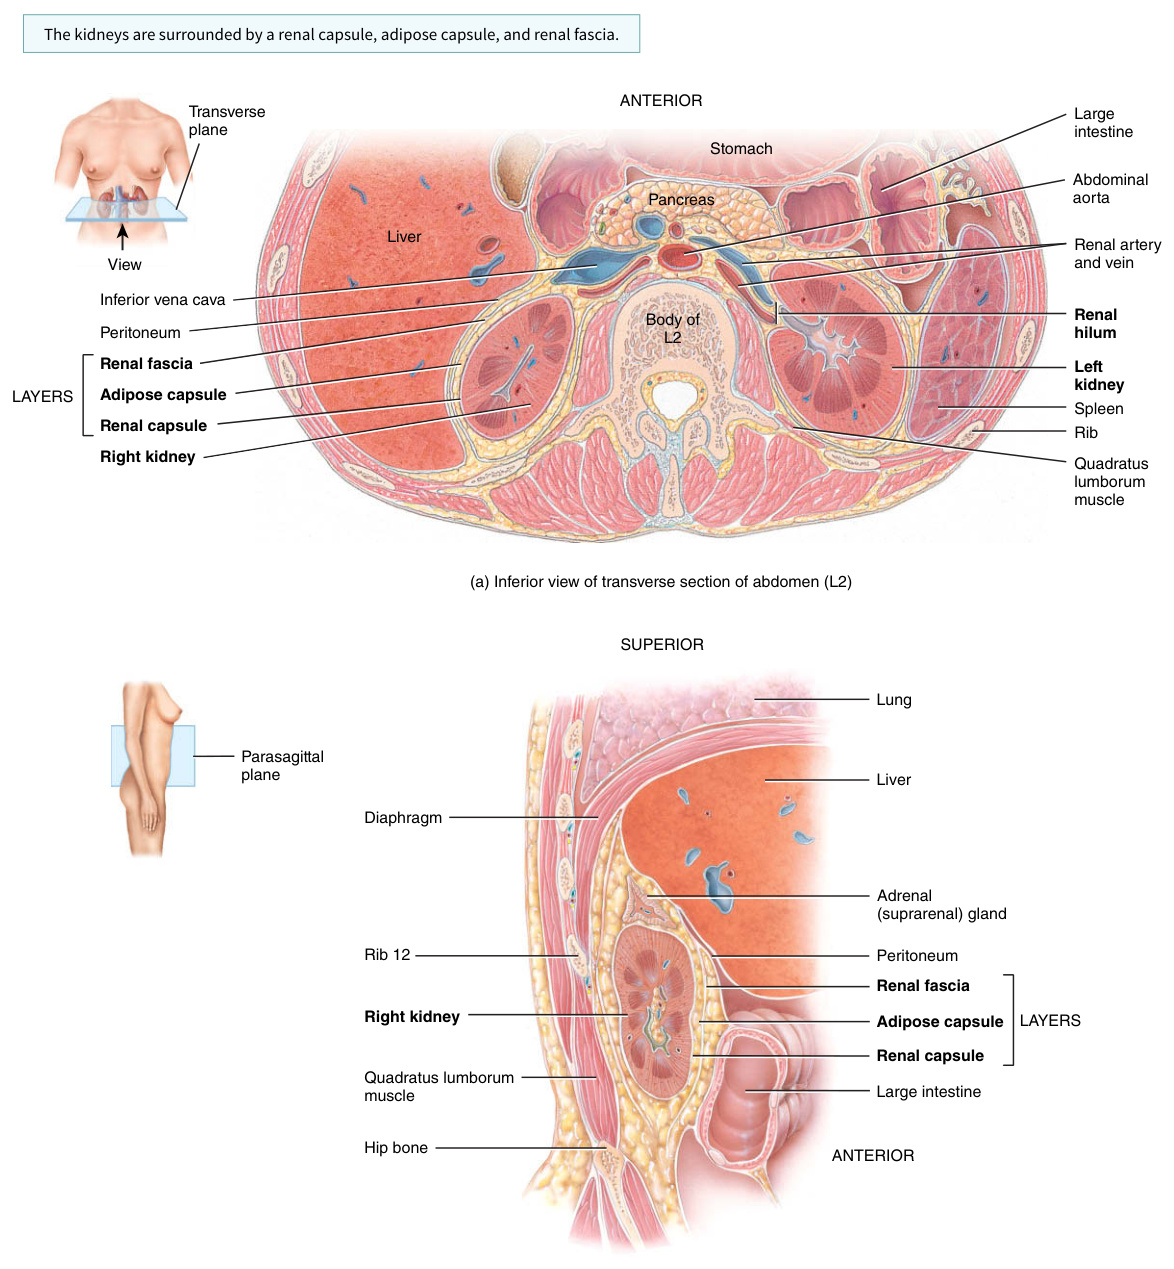 The kidneys are surrounded by a renal capsule, adipose capsule, and renal fascia.
ANTERIOR
Transverse
plane
View
Stomach
Pancreas
Liver
Body of
L2
Large
intestine
Abdominal
aorta
Renal artery
and vein
Renal
hilum
Left
kidney
Spleen
Rib
Quadratus
lumborum
muscle
Inferior vena cava
Peritoneum
LAYERS
Renal fascia
Adipose capsule
Renal capsule
Right kidney
(a) Inferior view of transverse section of abdomen (L2)
SUPERIOR
Parasagittal
plane
Diaphragm
Rib 12
Right kidney
Quadratus lumborum
muscle
Hip bone
Lung
Liver
Adrenal
(suprarenal) gland
Peritoneum
Renal fascia
Adipose capsule
Renal capsule
LAYERS
Large intestine
ANTERIOR